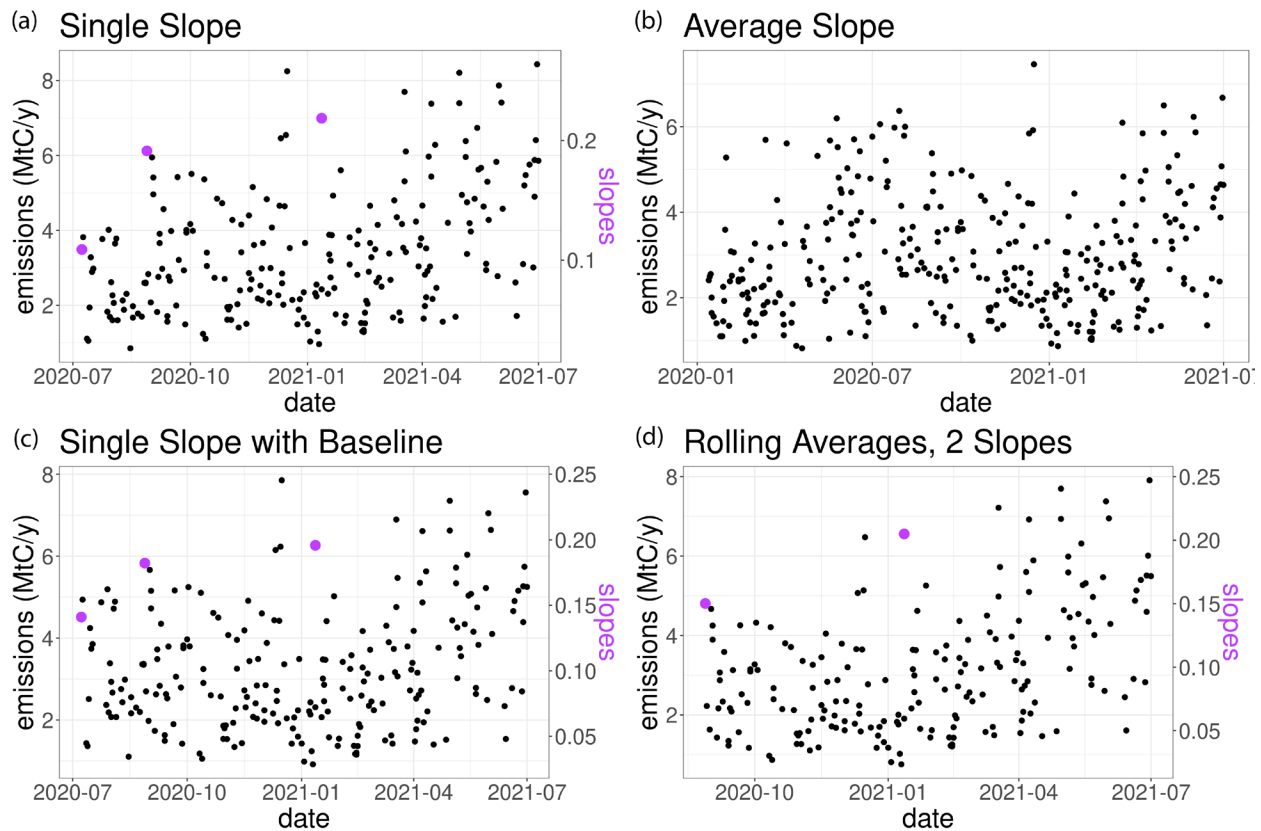 (a) Single Slope
emissions (MtC/y)
8
6
4
2
0.2
0.1
slopes
2020-07 2020-10 2021-01 2021-04 2021-07
date
(b) Average Slope
emissions (MtC/y)
6
4
2
2020-01 2020-07 2021-01 2021-0
date
(c) Single Slope with Baseline
emissions (MtC/y)
8
6
4
2
0.25
0.20
0.15
0.10
0.05
slopes
2020-07 2020-10 2021-01 2021-04 2021-07
date
(d) Rolling Averages, 2 Slopes
emissions (MtC/y)
8
6
4
2
0.25
0.20
0.15
0.10
0.05
slopes
2020-10 2021-01 2021-04 2021-07
date